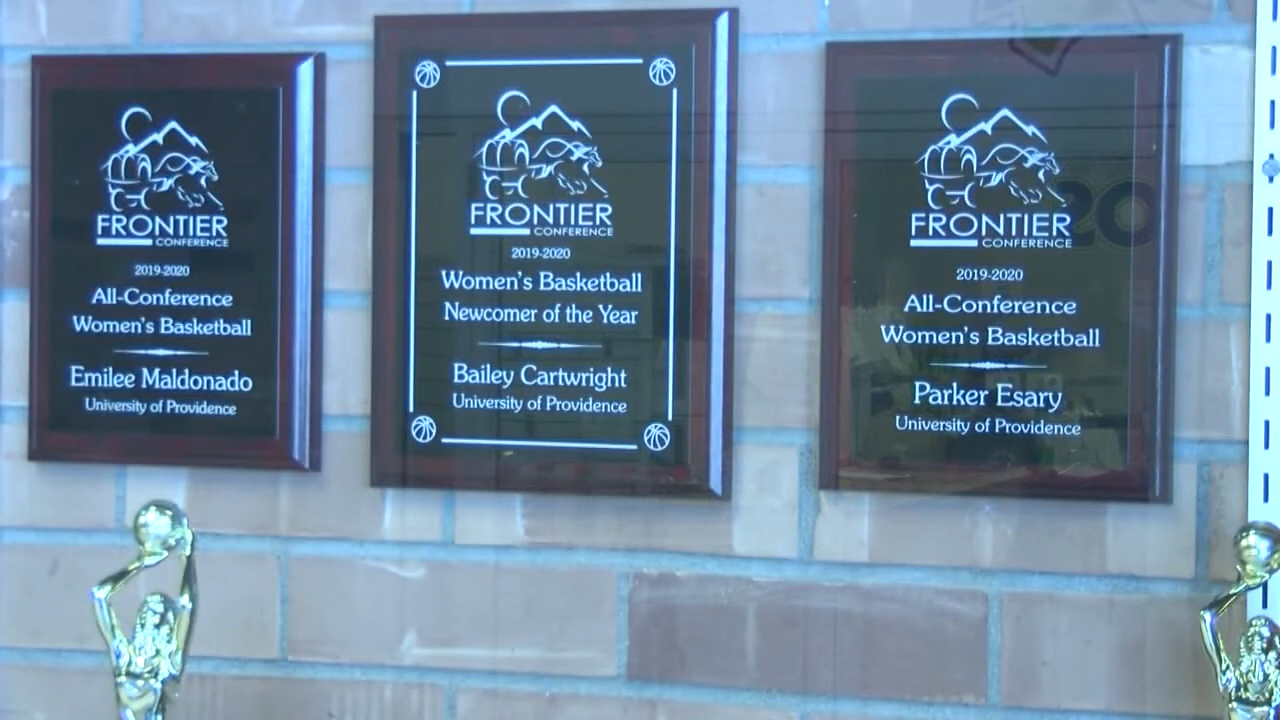 FRONTIER
CONFERENCE
2019-2020
All-Conference
Women's Basketball
Emilee Maldonado
University of Providence
FRONTIER
CONFERENCE
2019-2020
Women's Basketball
Newcomer of the Year
Bailey Cartwright
University of Providence
FRONTIER
CONFERENCE
2019-2020
All-Conference
Women's Basketball
Parker Esary
University of Providence
20